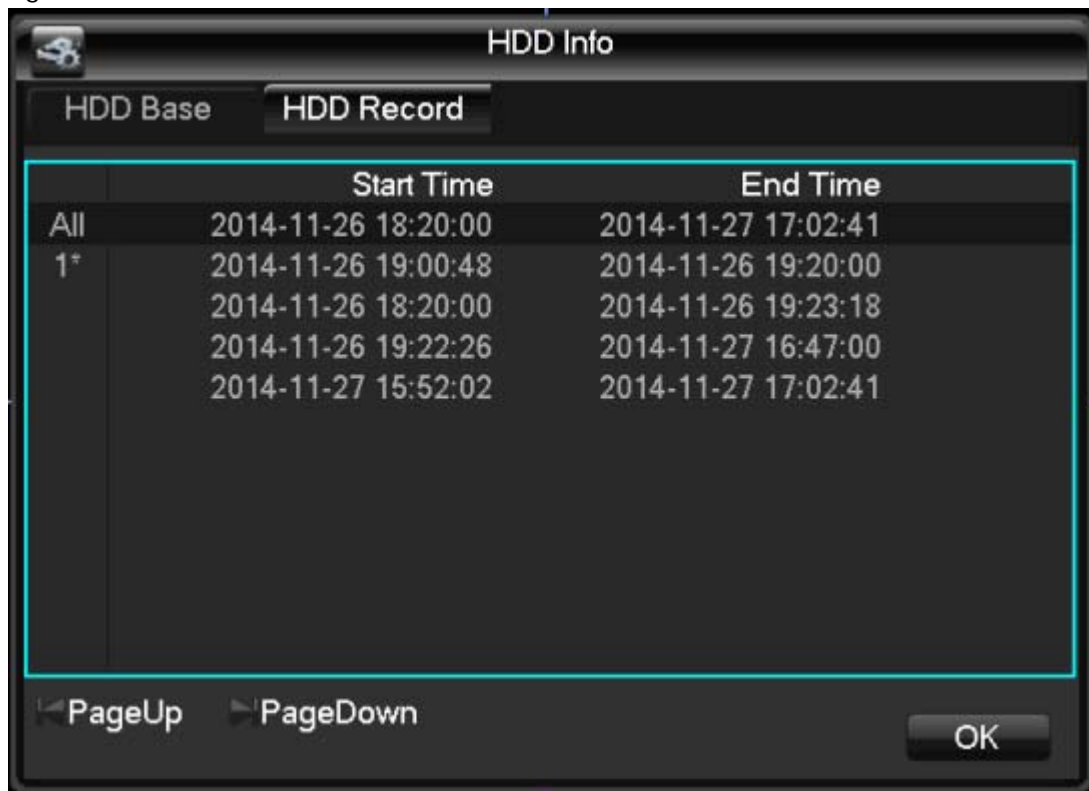 HDD Info
HDD Base HDD Record
Start Time End Time
All 2014-11-26 18:20:00 2014-11-27 17:02:41
1* 2014-11-26 19:00:48 2014-11-26 19:20:00
2014-11-26 18:20:00 2014-11-26 19:23:18
2014-11-26 19:22:26 2014-11-27 16:47:00
2014-11-27 15:52:02 2014-11-27 17:02:41
PageUp PageDown
OK